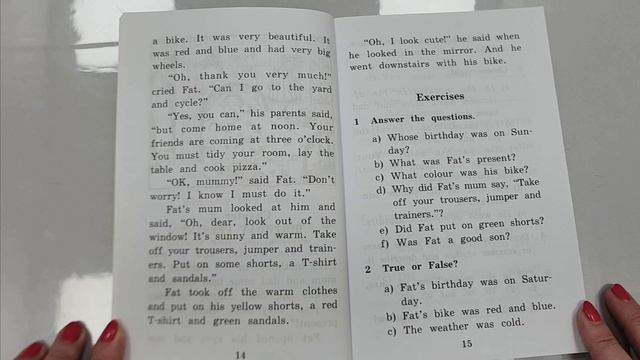 a bike. It was very beautiful. It
was red and blue and had very big
wheels.
"Oh, thank you very much!"
cried Fat. "Can I go to the yard
and cycle?"
"Yes, you can," his parents said,
"but come home at noon. Your
friends are coming at three o'clock.
You must tidy your room, lay the
table and cook pizza."
"OK, mummy!" said Fat. "Don't
worry! I know I must do it."
Fat's mum looked at him and
said, "Oh, dear, look out of the
window! It's sunny and warm. Take
off your trousers, jumper and train-
ers. Put on some shorts, a T-shirt
and sandals."
Fat took off the warm clothes
and put on his yellow shorts, a red
T-shirt and green sandals.
14
"Oh, I look cute!" he said when
he looked in the mirror. And he
went downstairs with his bike.
Exercises
1 Answer the questions.
a) Whose birthday was on Sun-
day?
b) What was Fat's present?
c) What colour was his bike?
d) Why did Fat's mum say, "Take
off your trousers, jumper and
trainers."?
e) Did Fat put on green shorts?
f) Was Fat a good son?
2 True or False?
a) Fat's birthday was on Satur-
day.
b) Fat's bike was red and blue.
c) The weather was cold.
15